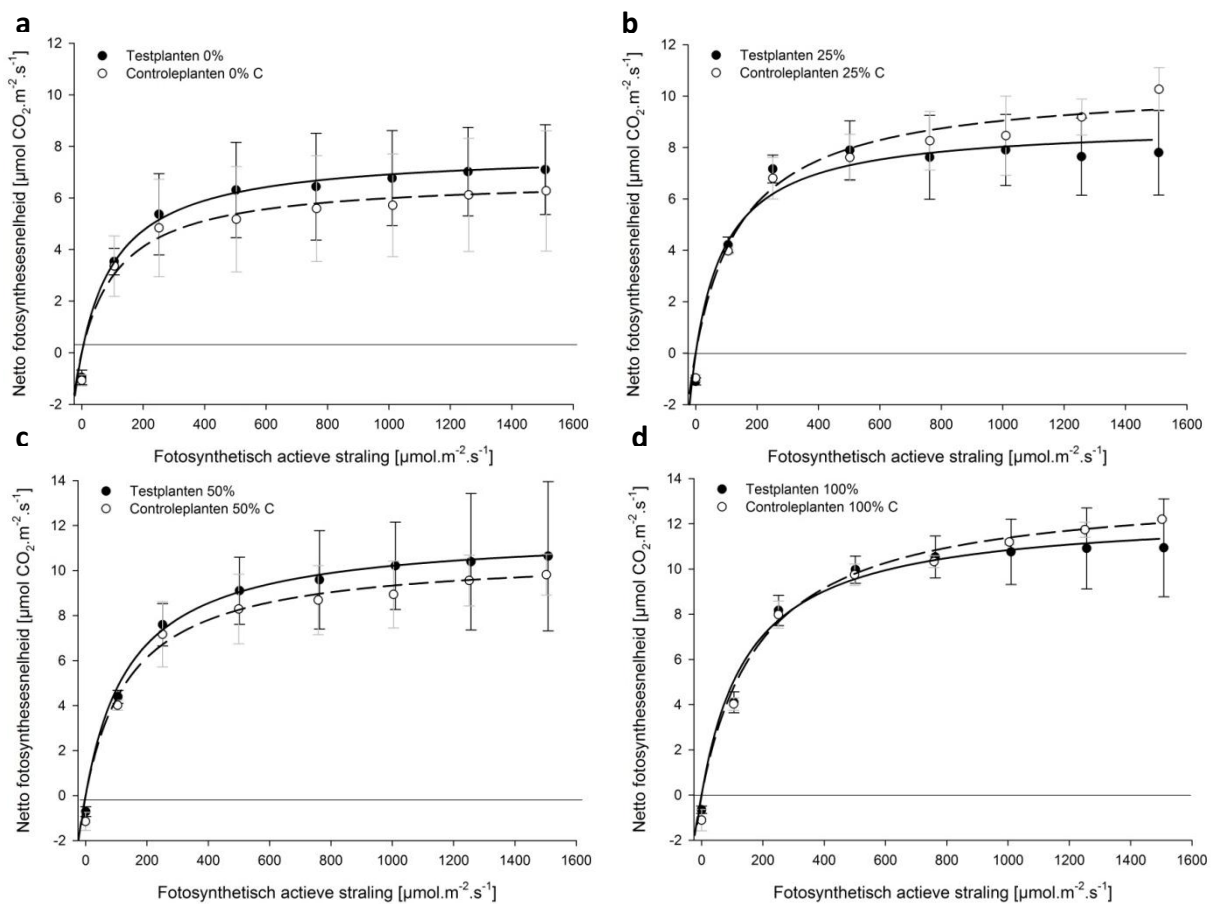 a
Testplanten 0%
Controleplanten 0% C
Netto fotosynthesesnelheid [µmol CO₂.m⁻².s⁻¹]
12
10
8
6
4
2
0
-2
0 200 400 600 800 1000 1200 1400 1600
Fotosynthetisch actieve straling [µmol.m⁻².s⁻¹]
b
Testplanten 25%
Controleplanten 25% C
Netto fotosynthesesnelheid [µmol CO₂.m⁻².s⁻¹]
12
10
8
6
4
2
0
-2
0 200 400 600 800 1000 1200 1400 1600
Fotosynthetisch actieve straling [µmol.m⁻².s⁻¹]
c
Testplanten 50%
Controleplanten 50% C
Netto fotosynthesesnelheid [µmol CO₂.m⁻².s⁻¹]
14
12
10
8
6
4
2
0
-2
0 200 400 600 800 1000 1200 1400 1600
Fotosynthetisch actieve straling [µmol.m⁻².s⁻¹]
d
Testplanten 100%
Controleplanten 100% C
Netto fotosynthesesnelheid [µmol CO₂.m⁻².s⁻¹]
14
12
10
8
6
4
2
0
-2
0 200 400 600 800 1000 1200 1400 1600
Fotosynthetisch actieve straling [µmol.m⁻².s⁻¹]